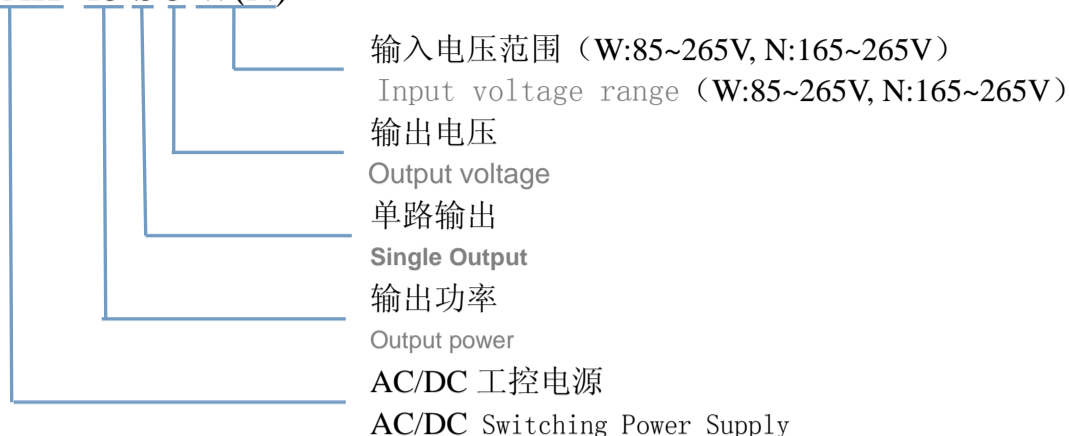 输入电压范围（W:85~265V, N:165~265V）
Input voltage range（W:85~265V, N:165~265V）
输出电压
Output voltage
单路输出
Single Output
输出功率
Output power
AC/DC 工控电源
AC/DC Switching Power Supply